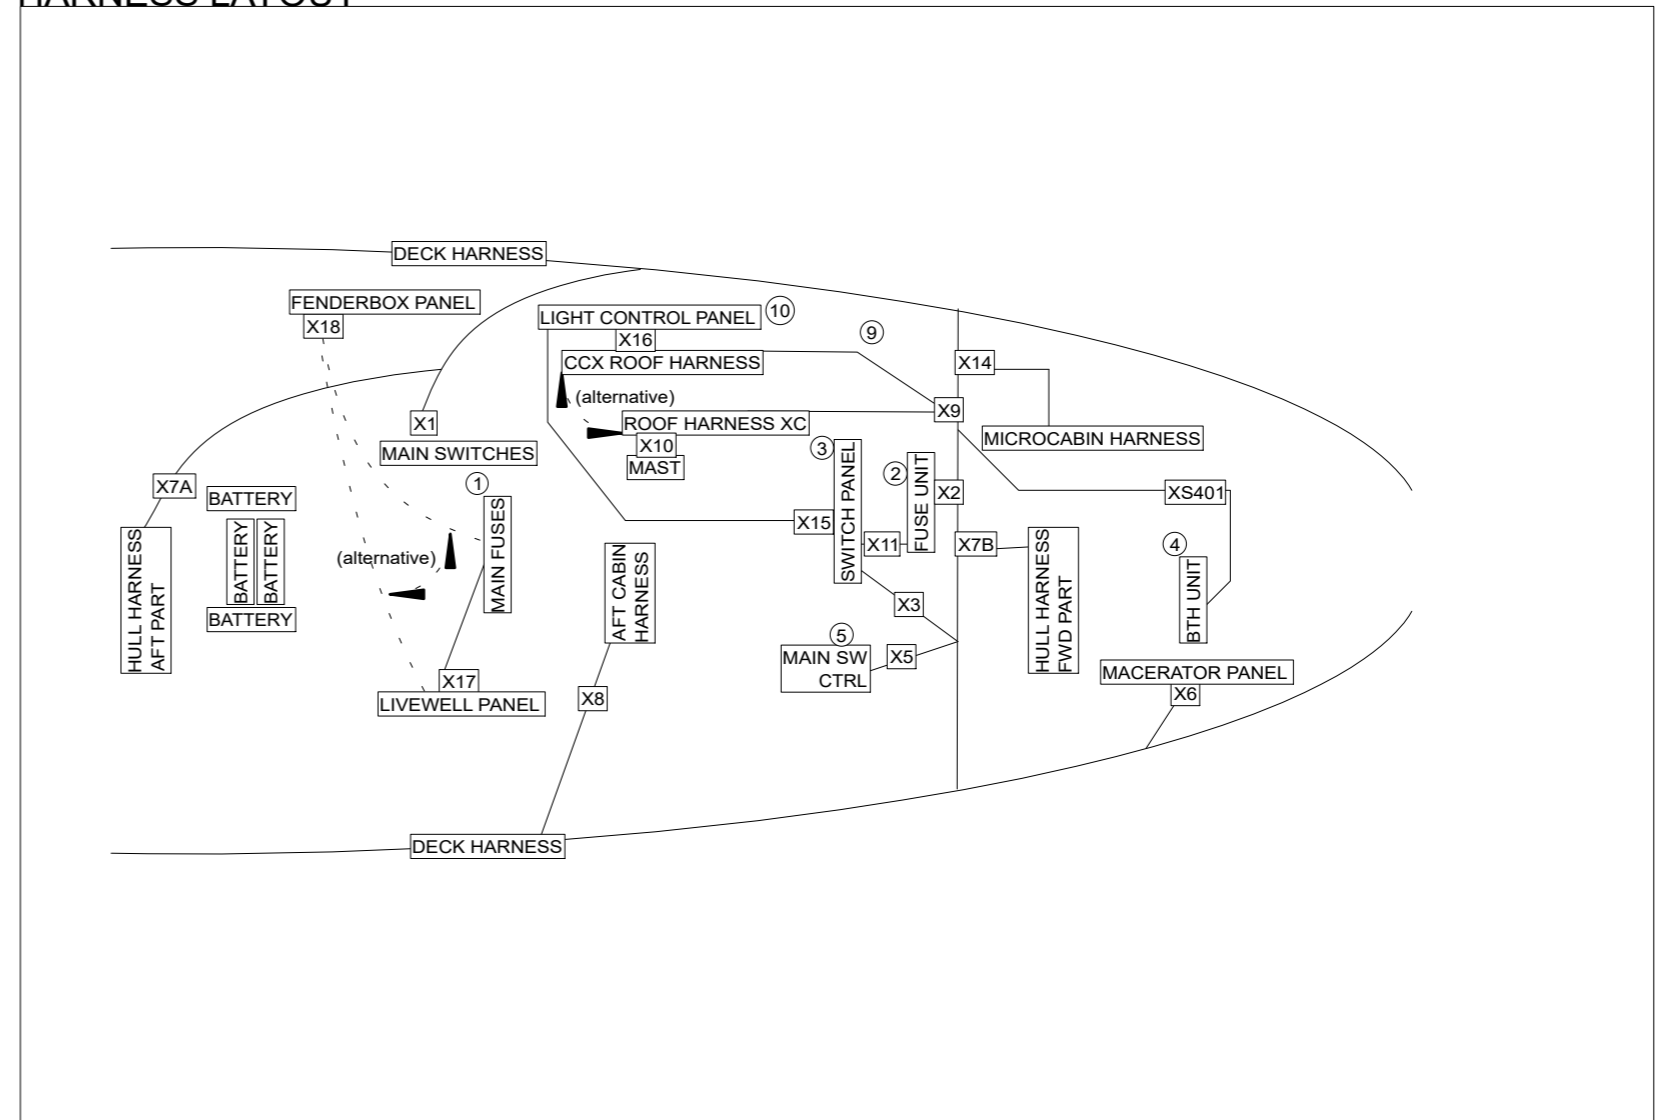 HARNESS LAYOUT
DECK HARNESS
FENDERBOX PANEL
X18
LIGHT CONTROL PANEL
10
X16
9
CCX ROOF HARNESS
X14
(alternative)
X9
ROOF HARNESS XC
X1
X10
MAST
MICROCABIN HARNESS
MAIN SWITCHES
3
SWITCH PANEL
2
FUSE UNIT
X2
XS401
X7A
BATTERY
BATTERY
BATTERY
BATTERY
1
MAIN FUSES
X15
X11
X7B
HULL HARNESS
AFT PART
(alternative)
AFT CABIN
HARNESS
HULL HARNESS
FWD PART
4
BTH UNIT
X3
5
MAIN SW
CTRL
X5
MACERATOR PANEL
X6
X17
LIVEWELL PANEL
X8
DECK HARNESS